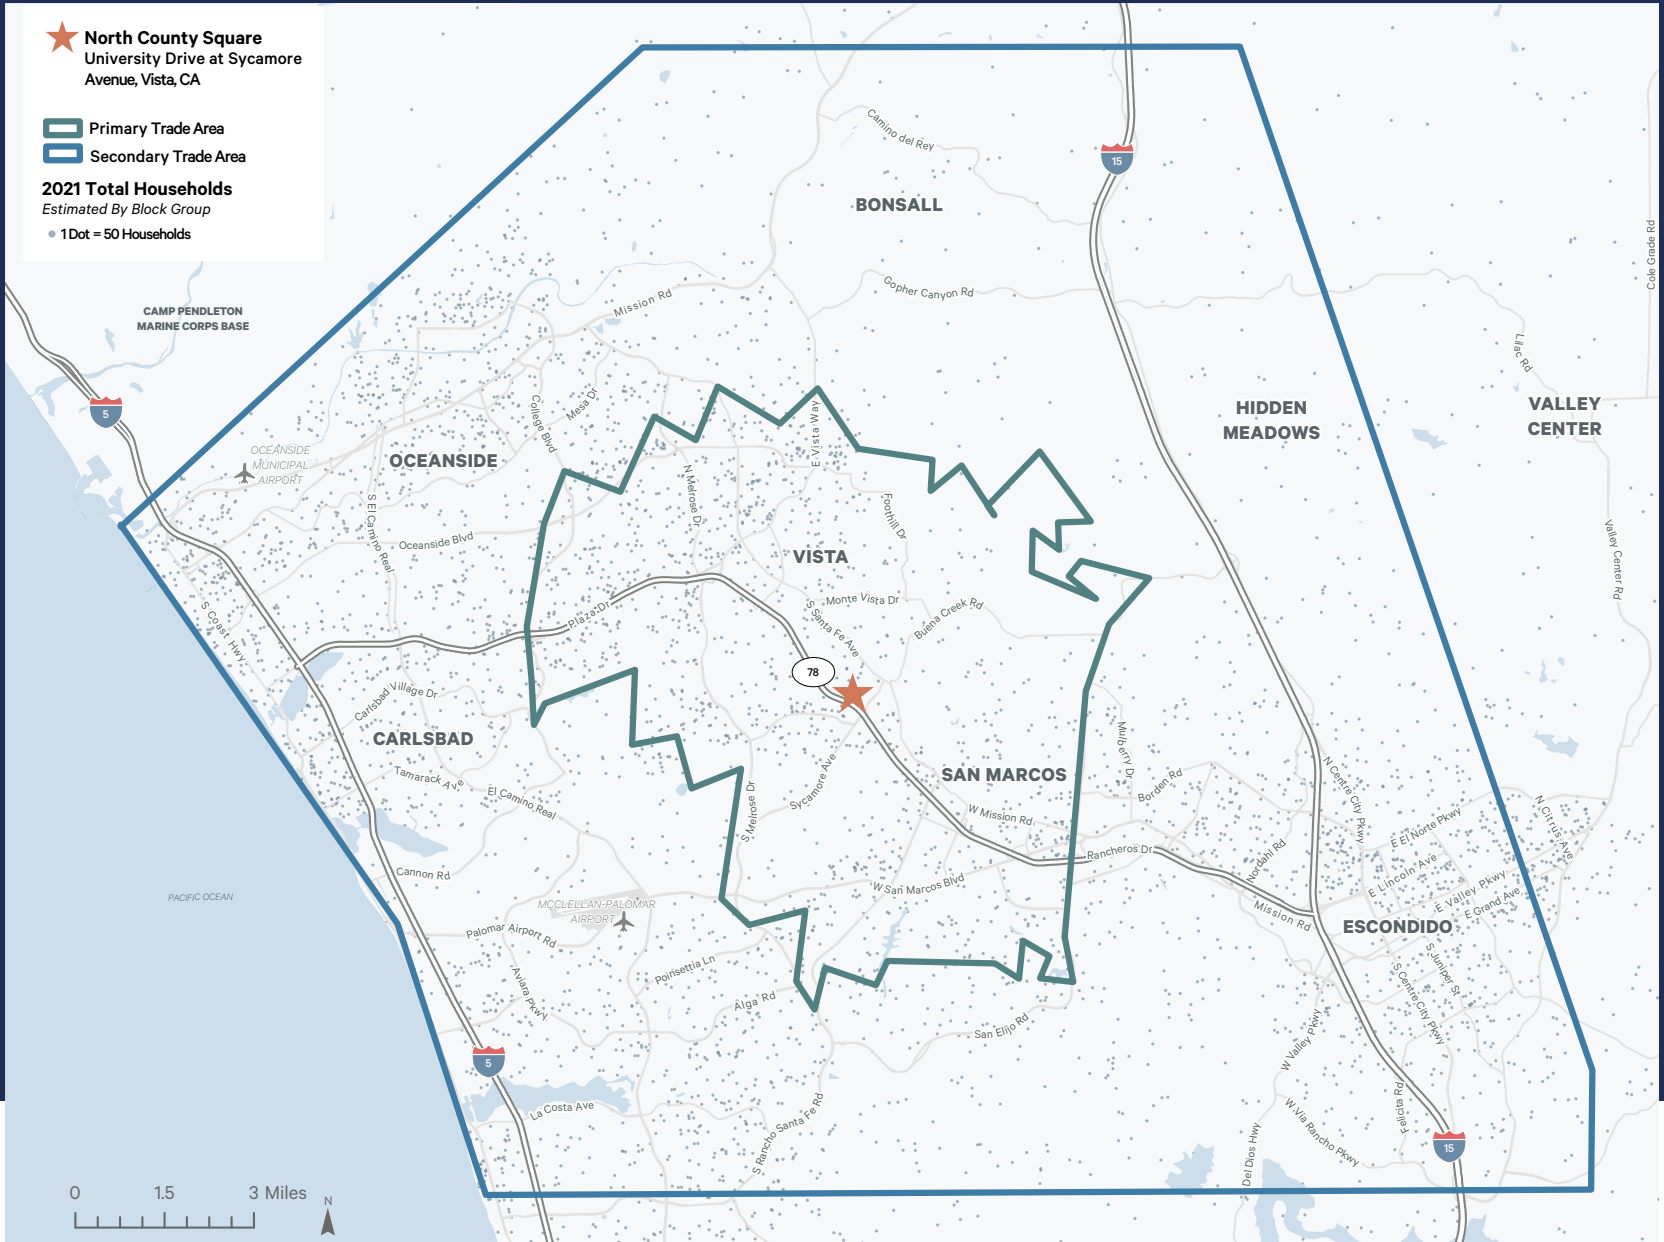 North County Square
University Drive at Sycamore
Avenue, Vista, CA
Primary Trade Area
Secondary Trade Area
2021 Total Households
Estimated By Block Group
1 Dot = 50 Households
Camino del Rey
15
BONSALL
Cole Grade Rd
Gopher Canyon Rd
Mission Rd
CAMP PENDLETON
MARINE CORPS BASE
Lilac Rd
5
College Blvd
Mesa Dr
E Vista Way
HIDDEN
MEADOWS
VALLEY
CENTER
OCEANSIDE
MUNICIPAL
AIRPORT
OCEANSIDE
N Melrose Dr
Foothill Dr
S El Camino Real
Oceanside Blvd
VISTA
Valley Center Rd
S Coast Hwy
Plaza Dr
Monte Vista Dr
S Santa Fe Ave
Buena Creek Rd
78
Carlsbad Village Dr
CARLSBAD
Mulberry Dr
SAN MARCOS
Tamarack Ave
El Camino Real
Sycamore Ave
S Melrose Dr
Borden Rd
N Centre City Pkwy
N Citrus Ave
W Mission Rd
E El Norte Pkwy
Rancheros Dr
Nordahl Rd
Cannon Rd
W San Marcos Blvd
E Lincoln Ave
E Valley Pkwy
E Grand Ave
PACIFIC OCEAN
MCCLELLAN-PALOMAR
AIRPORT
Mission Rd
ESCONDIDO
Palomar Airport Rd
Poinsettia Ln
Aviara Pkwy
Alga Rd
San Elijo Rd
S Juniper St
S Centre City Pkwy
W Valley Pkwy
5
La Costa Ave
S Rancho Santa Fe Rd
Felicita Rd
W Via Rancho Pkwy
Del Dios Hwy
15
0 1.5 3 Miles
N